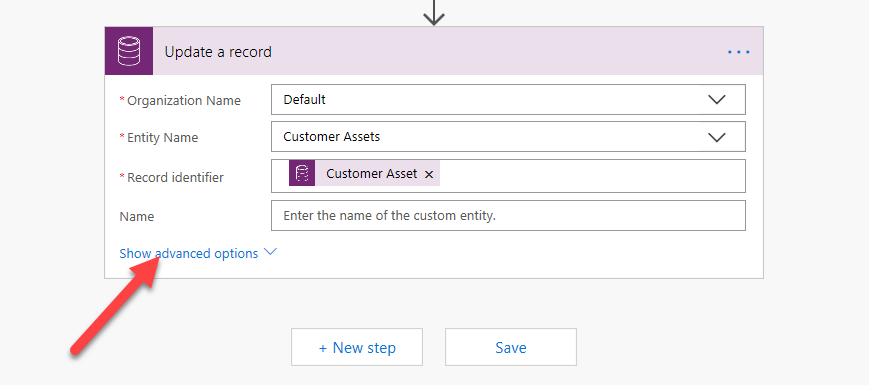 Update a record
* Organization Name Default
* Entity Name Customer Assets
* Record identifier Customer Asset ×
Name Enter the name of the custom entity.
Show advanced options
+ New step Save